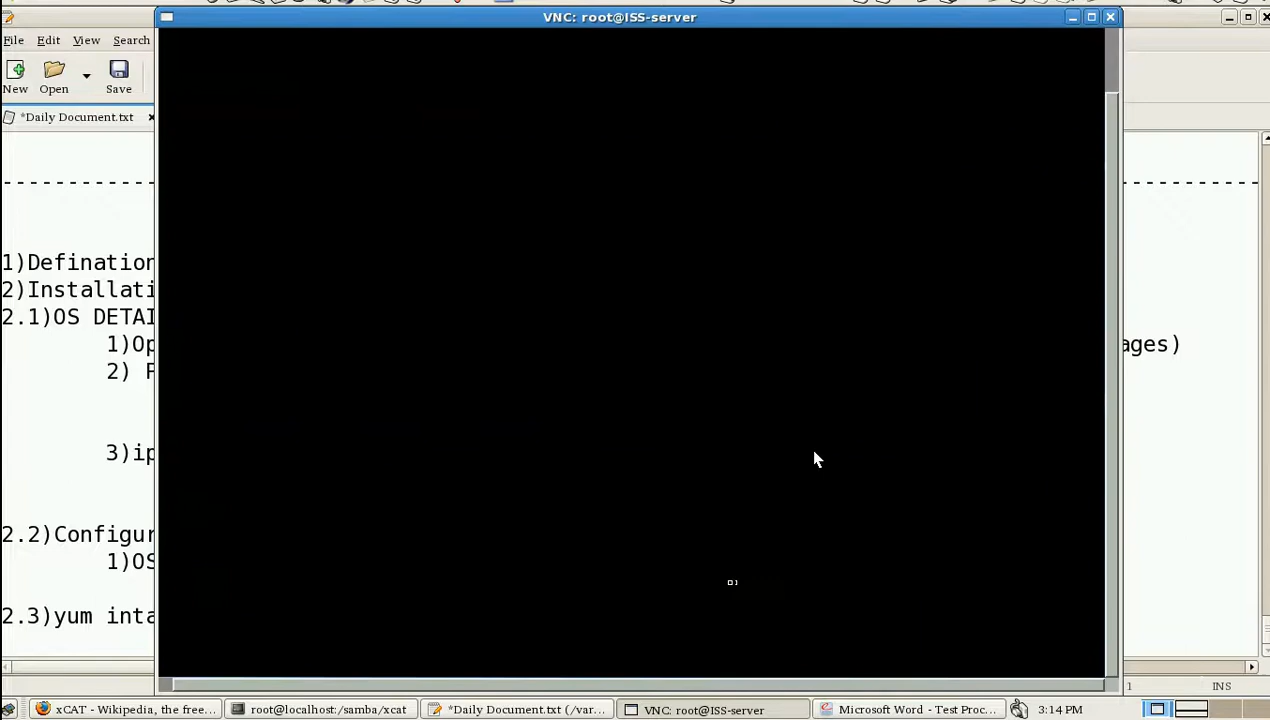 VNC: root@ISS-server
File Edit View Search
New Open Save
*Daily Document.txt
- - - - - - - - - - - - - - - - - - - - - -
1)Defination
2)Installati
2.1)OS DETAI
1)Op ages)
2) F
3)ip
2.2)Configur
1)OS
2.3)yum inta
1 INS
xCAT - Wikipedia, the free... root@localhost:/samba/xcat *Daily Document.txt (/var... VNC: root@ISS-server Microsoft Word - Test Proc... 3:14 PM